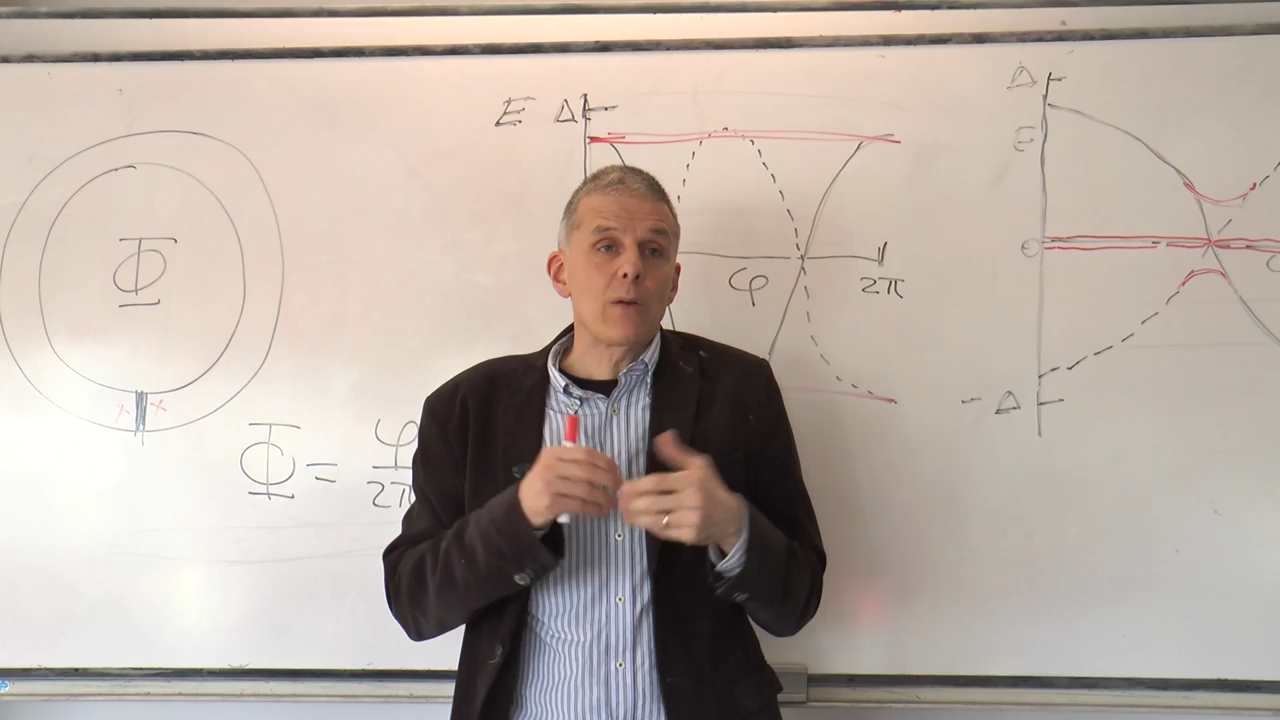 Φ
× ×
Φ = φ
2π
E Δ
φ
2π
Δ
E
0
- Δ